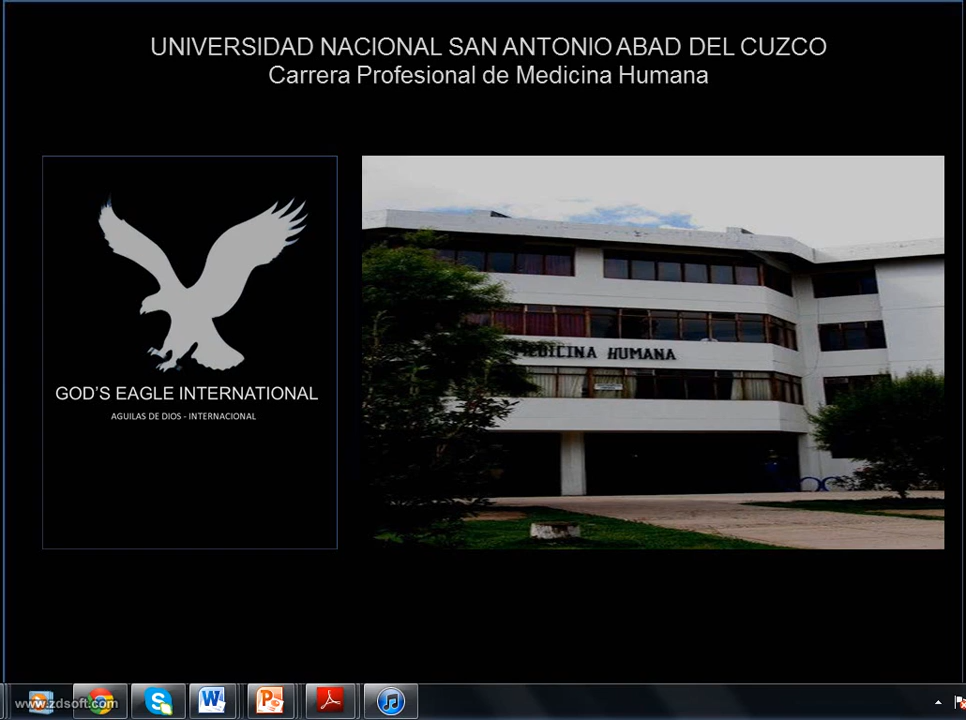 UNIVERSIDAD NACIONAL SAN ANTONIO ABAD DEL CUZCO
Carrera Profesional de Medicina Humana
MEDICINA HUMANA
GOD'S EAGLE INTERNATIONAL
AGUILAS DE DIOS - INTERNACIONAL
www.zdsoft.com